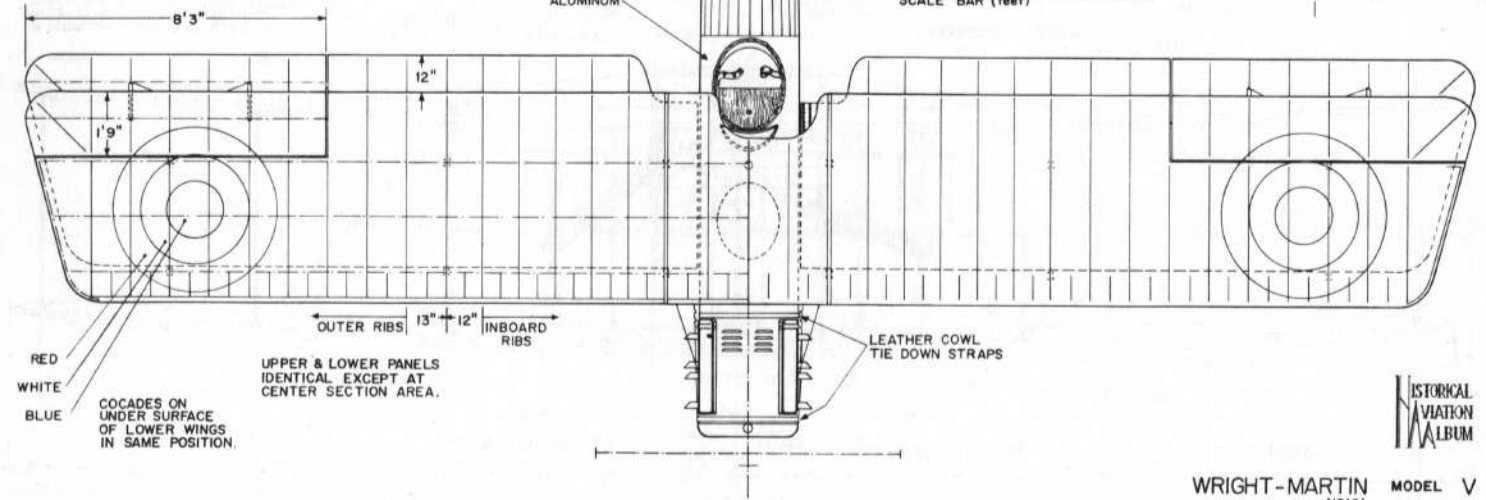 ALUMINUM
SCALE BAR (feet)
8'3"
12"
1'9"
OUTER RIBS
13"
12"
INBOARD
RIBS
LEATHER COWL
TIE DOWN STRAPS
RED
WHITE
BLUE
UPPER & LOWER PANELS
IDENTICAL EXCEPT AT
CENTER SECTION AREA.
COCADES ON
UNDER SURFACE
OF LOWER WINGS
IN SAME POSITION.
HISTORICAL
AVIATION
ALBUM
WRIGHT-MARTIN MODEL V